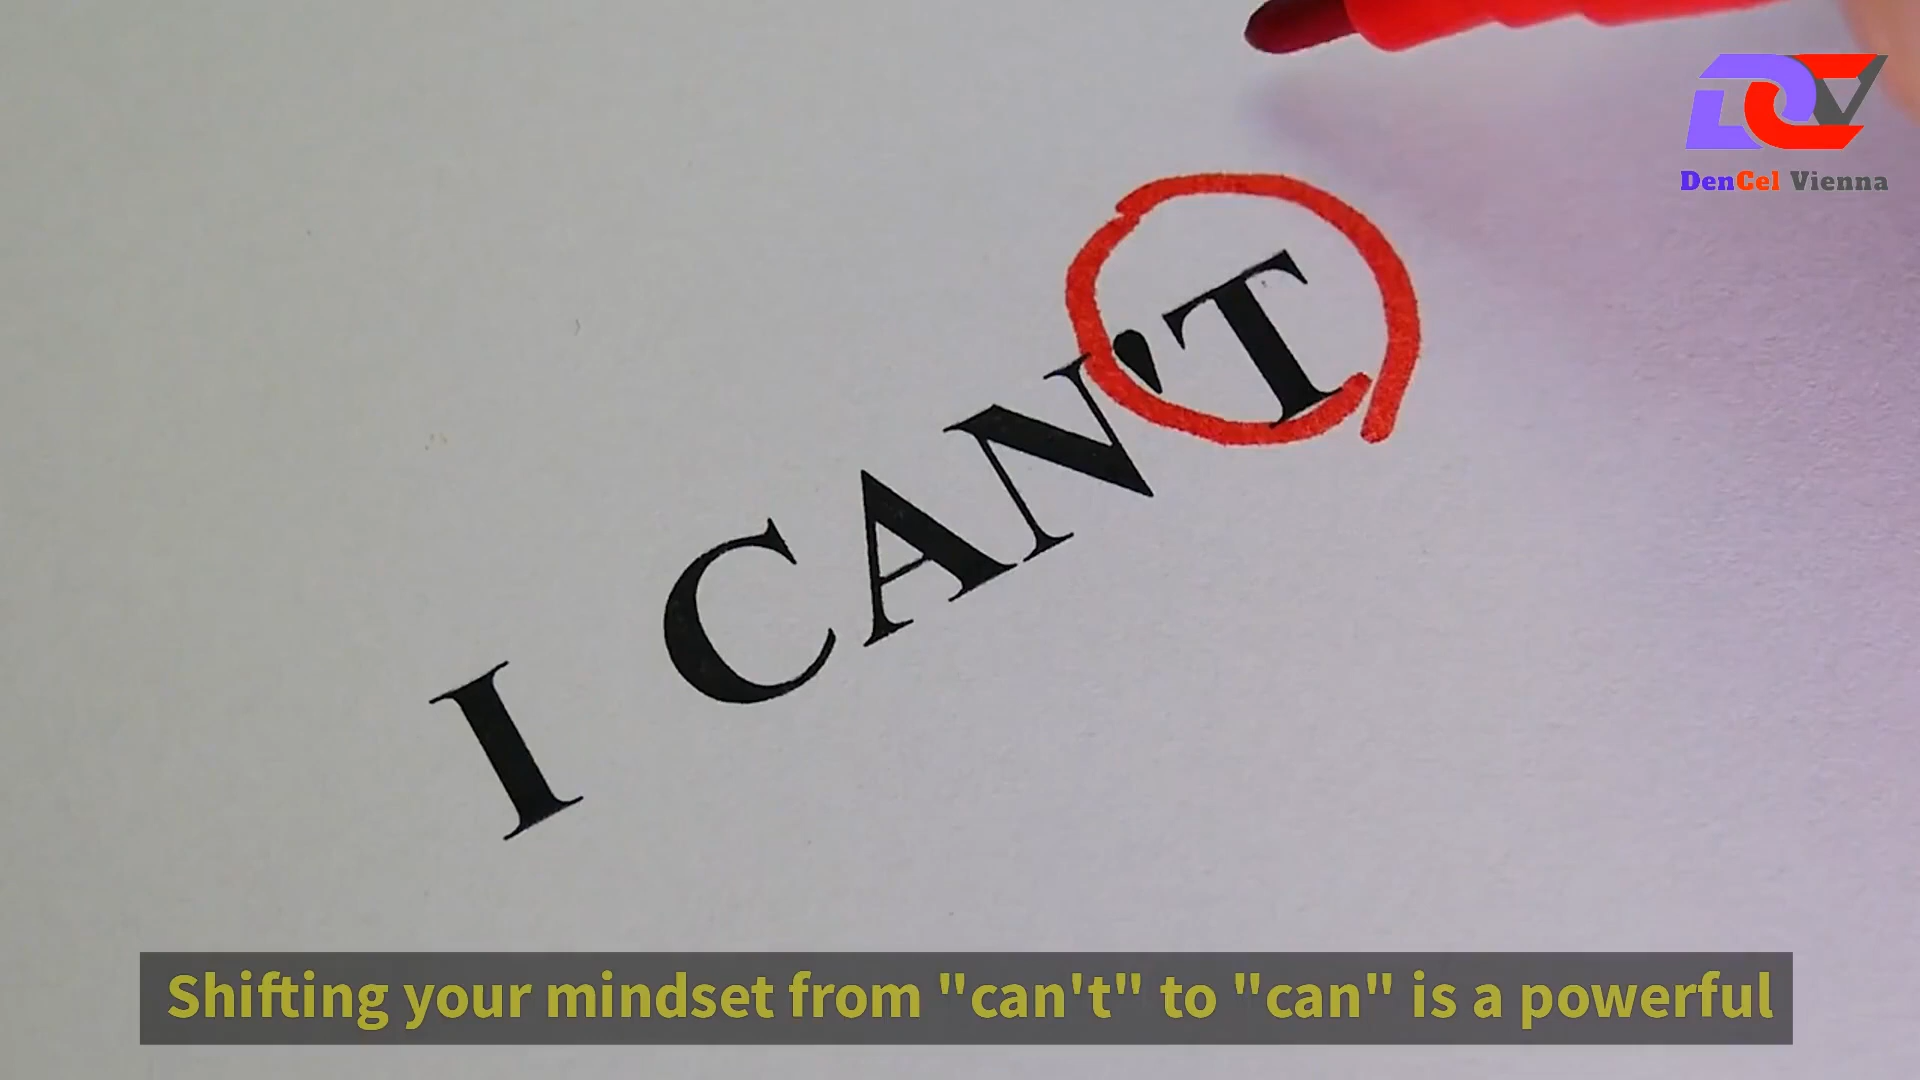 DenCel Vienna
I CAN'T
Shifting your mindset from "can't" to "can" is a powerful